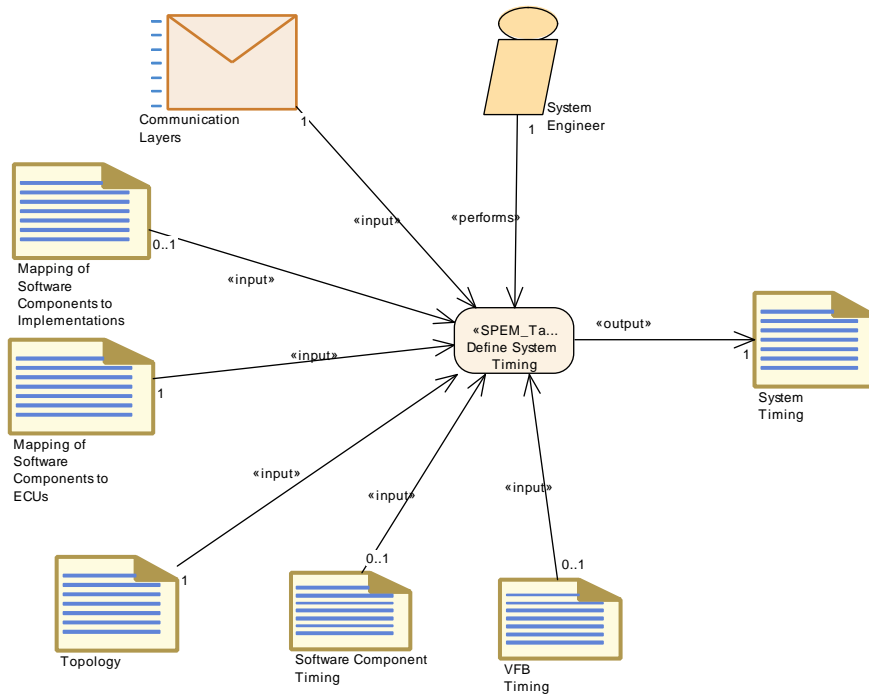 Communication
Layers
1
System
Engineer
1
«input»
«performs»
Mapping of
Software
Components to
Implementations
0..1
«input»
«SPEM_Ta...
Define System
Timing
«output»
1
System
Timing
Mapping of
Software
Components to
ECUs
1
«input»
Topology
1
«input»
Software Component
Timing
0..1
«input»
VFB
Timing
0..1
«input»